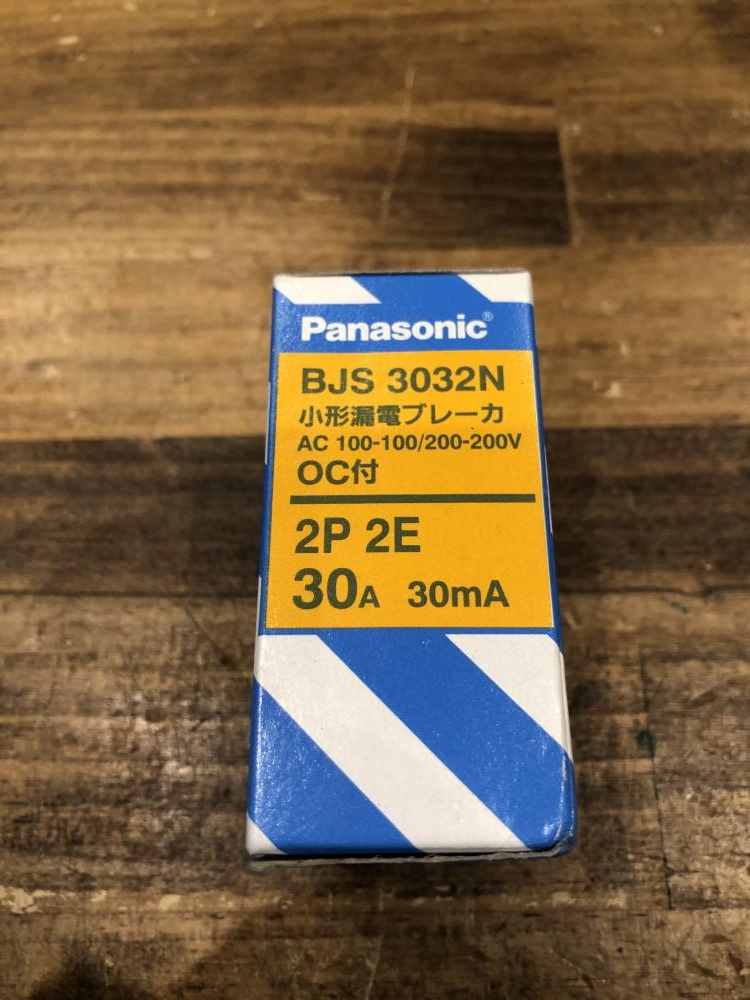 Panasonic®
BJS 3032N
小形漏電ブレーカ
AC 100-100/200-200V
OC付
2P 2E
30A 30mA